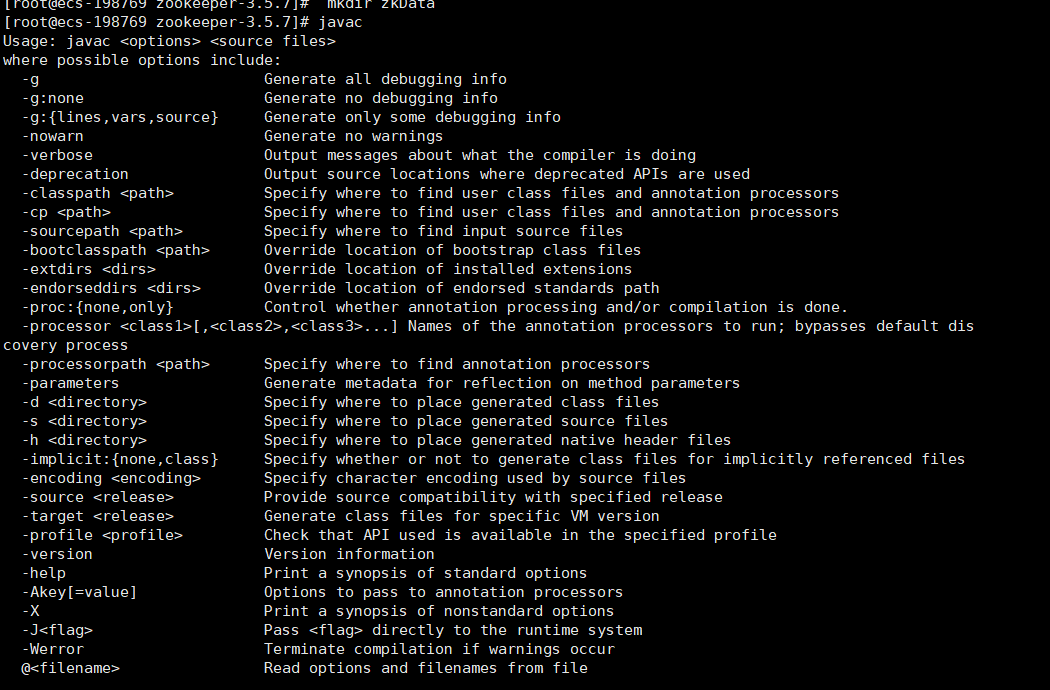 [root@ecs-198769 zookeeper-3.5.7]#  mkdir zkData
[root@ecs-198769 zookeeper-3.5.7]# javac
Usage: javac <options> <source files>
where possible options include:
  -g                         Generate all debugging info
  -g:none                    Generate no debugging info
  -g:{lines,vars,source}     Generate only some debugging info
  -nowarn                    Generate no warnings
  -verbose                   Output messages about what the compiler is doing
  -deprecation               Output source locations where deprecated APIs are used
  -classpath <path>          Specify where to find user class files and annotation processors
  -cp <path>                 Specify where to find user class files and annotation processors
  -sourcepath <path>         Specify where to find input source files
  -bootclasspath <path>      Override location of bootstrap class files
  -extdirs <dirs>            Override location of installed extensions
  -endorseddirs <dirs>       Override location of endorsed standards path
  -proc:{none,only}          Control whether annotation processing and/or compilation is done.
  -processor <class1>[,<class2>,<class3>...] Names of the annotation processors to run; bypasses default dis
covery process
  -processorpath <path>      Specify where to find annotation processors
  -parameters                Generate metadata for reflection on method parameters
  -d <directory>             Specify where to place generated class files
  -s <directory>             Specify where to place generated source files
  -h <directory>             Specify where to place generated native header files
  -implicit:{none,class}     Specify whether or not to generate class files for implicitly referenced files
  -encoding <encoding>       Specify character encoding used by source files
  -source <release>          Provide source compatibility with specified release
  -target <release>          Generate class files for specific VM version
  -profile <profile>         Check that API used is available in the specified profile
  -version                   Version information
  -help                      Print a synopsis of standard options
  -Akey[=value]              Options to pass to annotation processors
  -X                         Print a synopsis of nonstandard options
  -J<flag>                   Pass <flag> directly to the runtime system
  -Werror                    Terminate compilation if warnings occur
  @<filename>                Read options and filenames from file